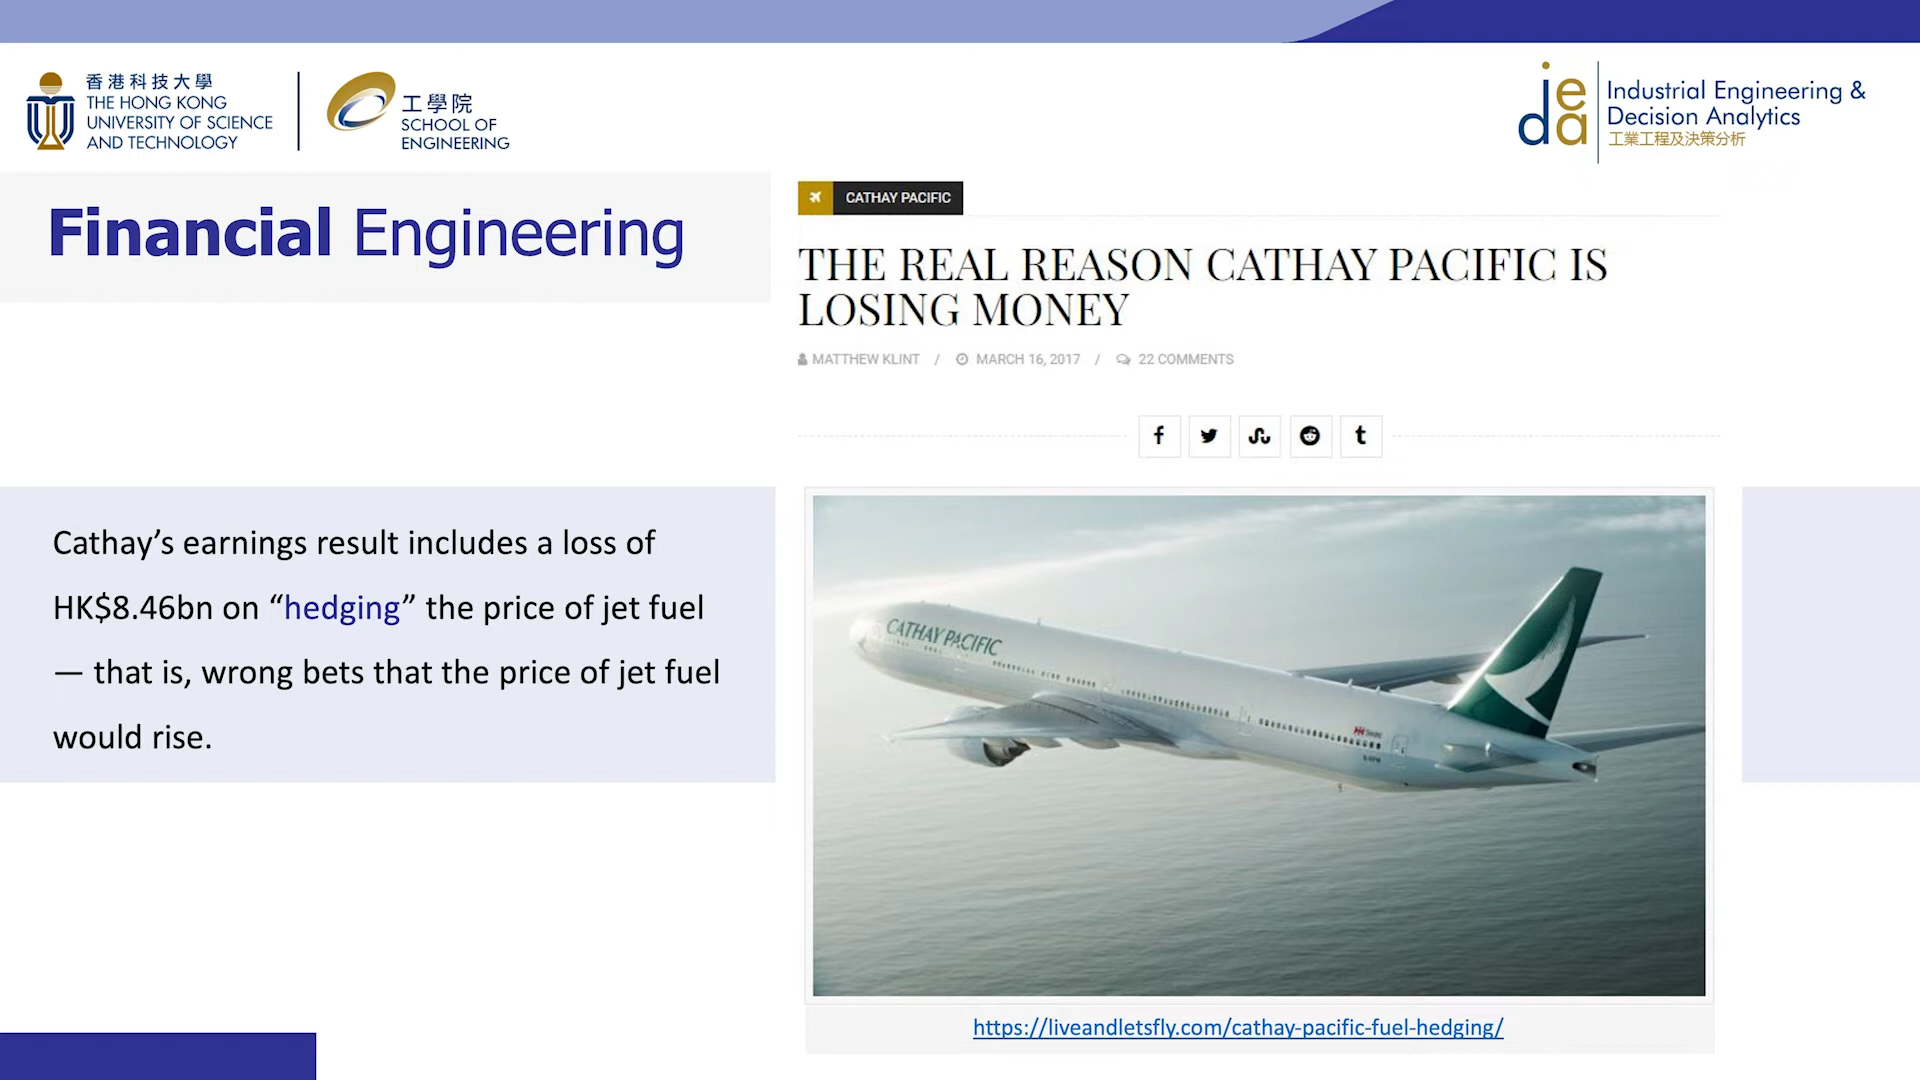 香港科技大學
THE HONG KONG
UNIVERSITY OF SCIENCE
AND TECHNOLOGY
工學院
SCHOOL OF
ENGINEERING
ieda
Industrial Engineering &
Decision Analytics
工業工程及決策分析
Financial Engineering
CATHAY PACIFIC
THE REAL REASON CATHAY PACIFIC IS
LOSING MONEY
MATTHEW KLINT / MARCH 16, 2017 / 22 COMMENTS
Cathay’s earnings result includes a loss of
HK$8.46bn on “hedging” the price of jet fuel
— that is, wrong bets that the price of jet fuel
would rise.
CATHAY PACIFIC
https://liveandletsfly.com/cathay-pacific-fuel-hedging/